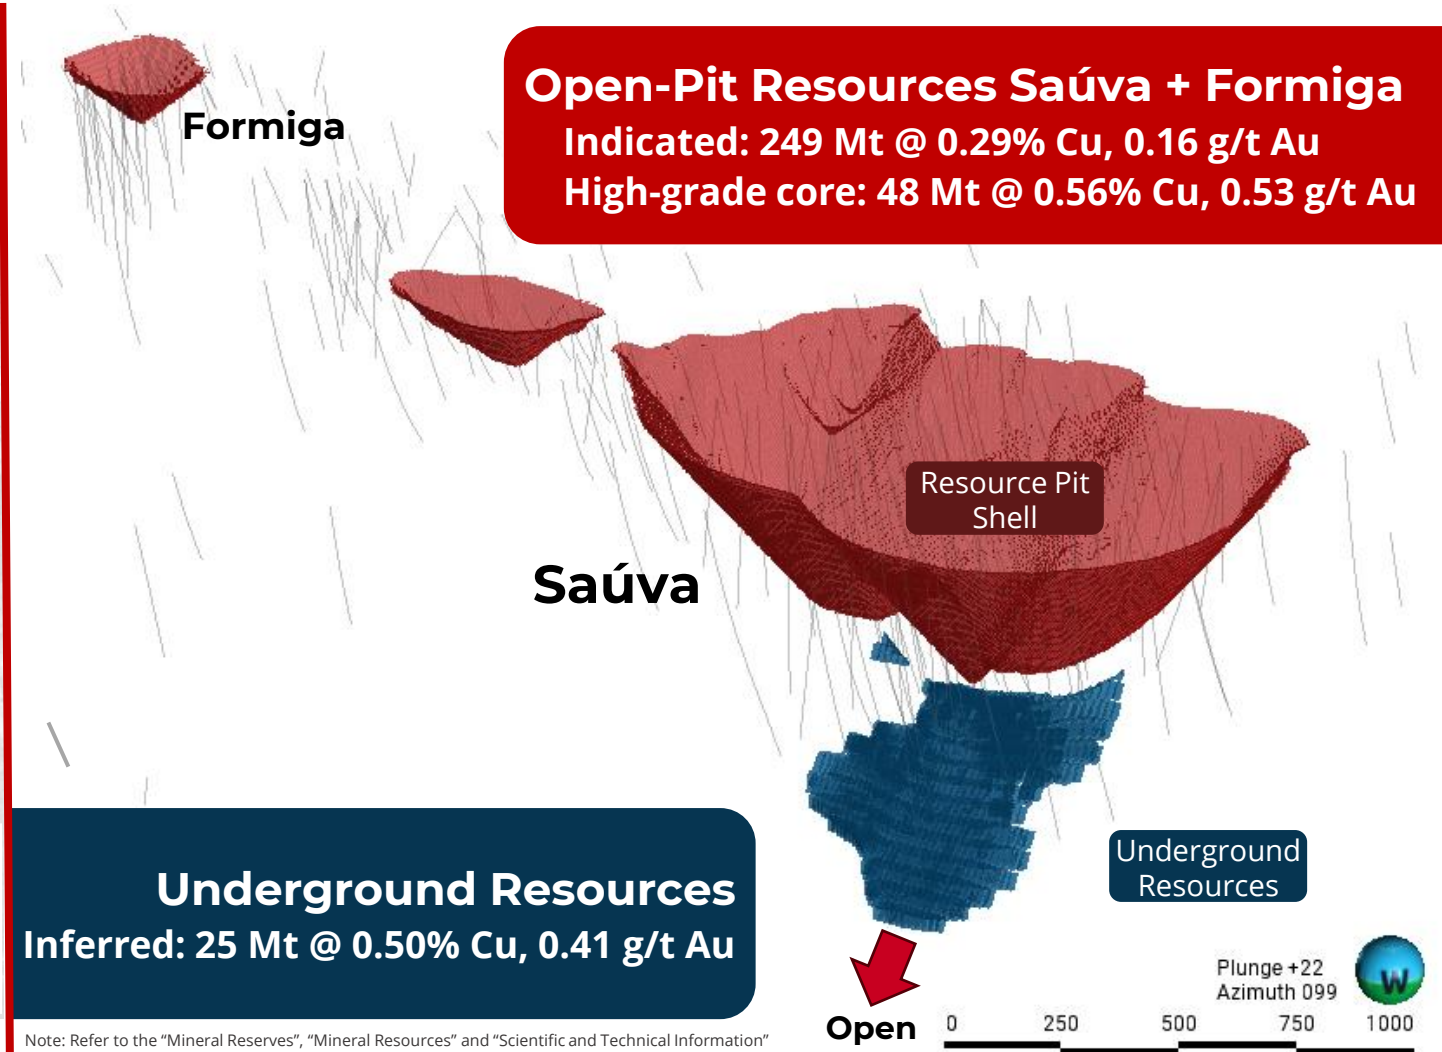 Formiga
Open-Pit Resources Saúva + Formiga
Indicated: 249 Mt @ 0.29% Cu, 0.16 g/t Au
High-grade core: 48 Mt @ 0.56% Cu, 0.53 g/t Au
Resource Pit
Shell
Saúva
Underground Resources
Inferred: 25 Mt @ 0.50% Cu, 0.41 g/t Au
Underground
Resources
Plunge +22
Azimuth 099
W
Open
0 250 500 750 1000
Note: Refer to the “Mineral Reserves”, “Mineral Resources” and “Scientific and Technical Information”